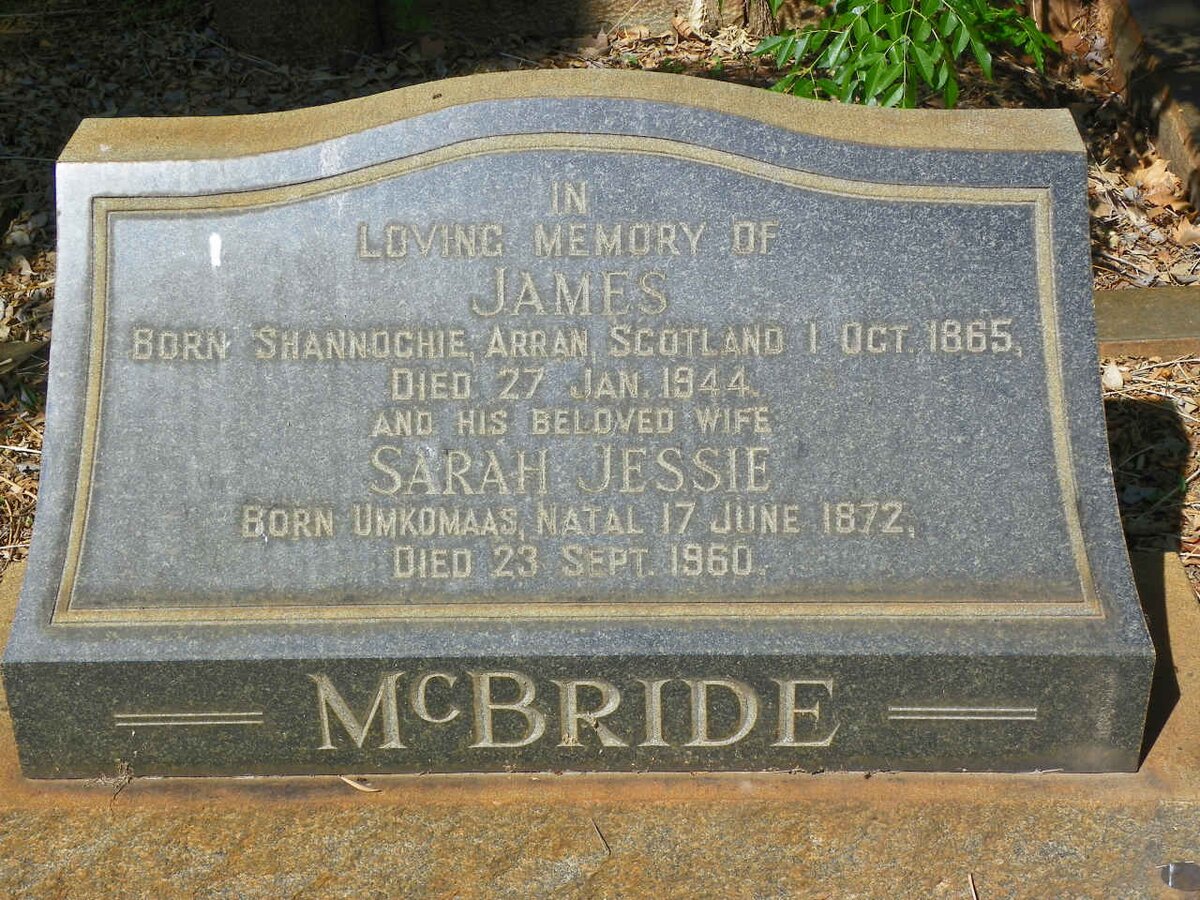 IN
LOVING MEMORY OF
JAMES
BORN SHANNOCHIE, ARRAN, SCOTLAND 1 OCT. 1865,
DIED 27 JAN. 1944.
AND HIS BELOVED WIFE
SARAH JESSIE
BORN UMKOMAAS, NATAL 17 JUNE 1872,
DIED 23 SEPT. 1960.
McBRIDE